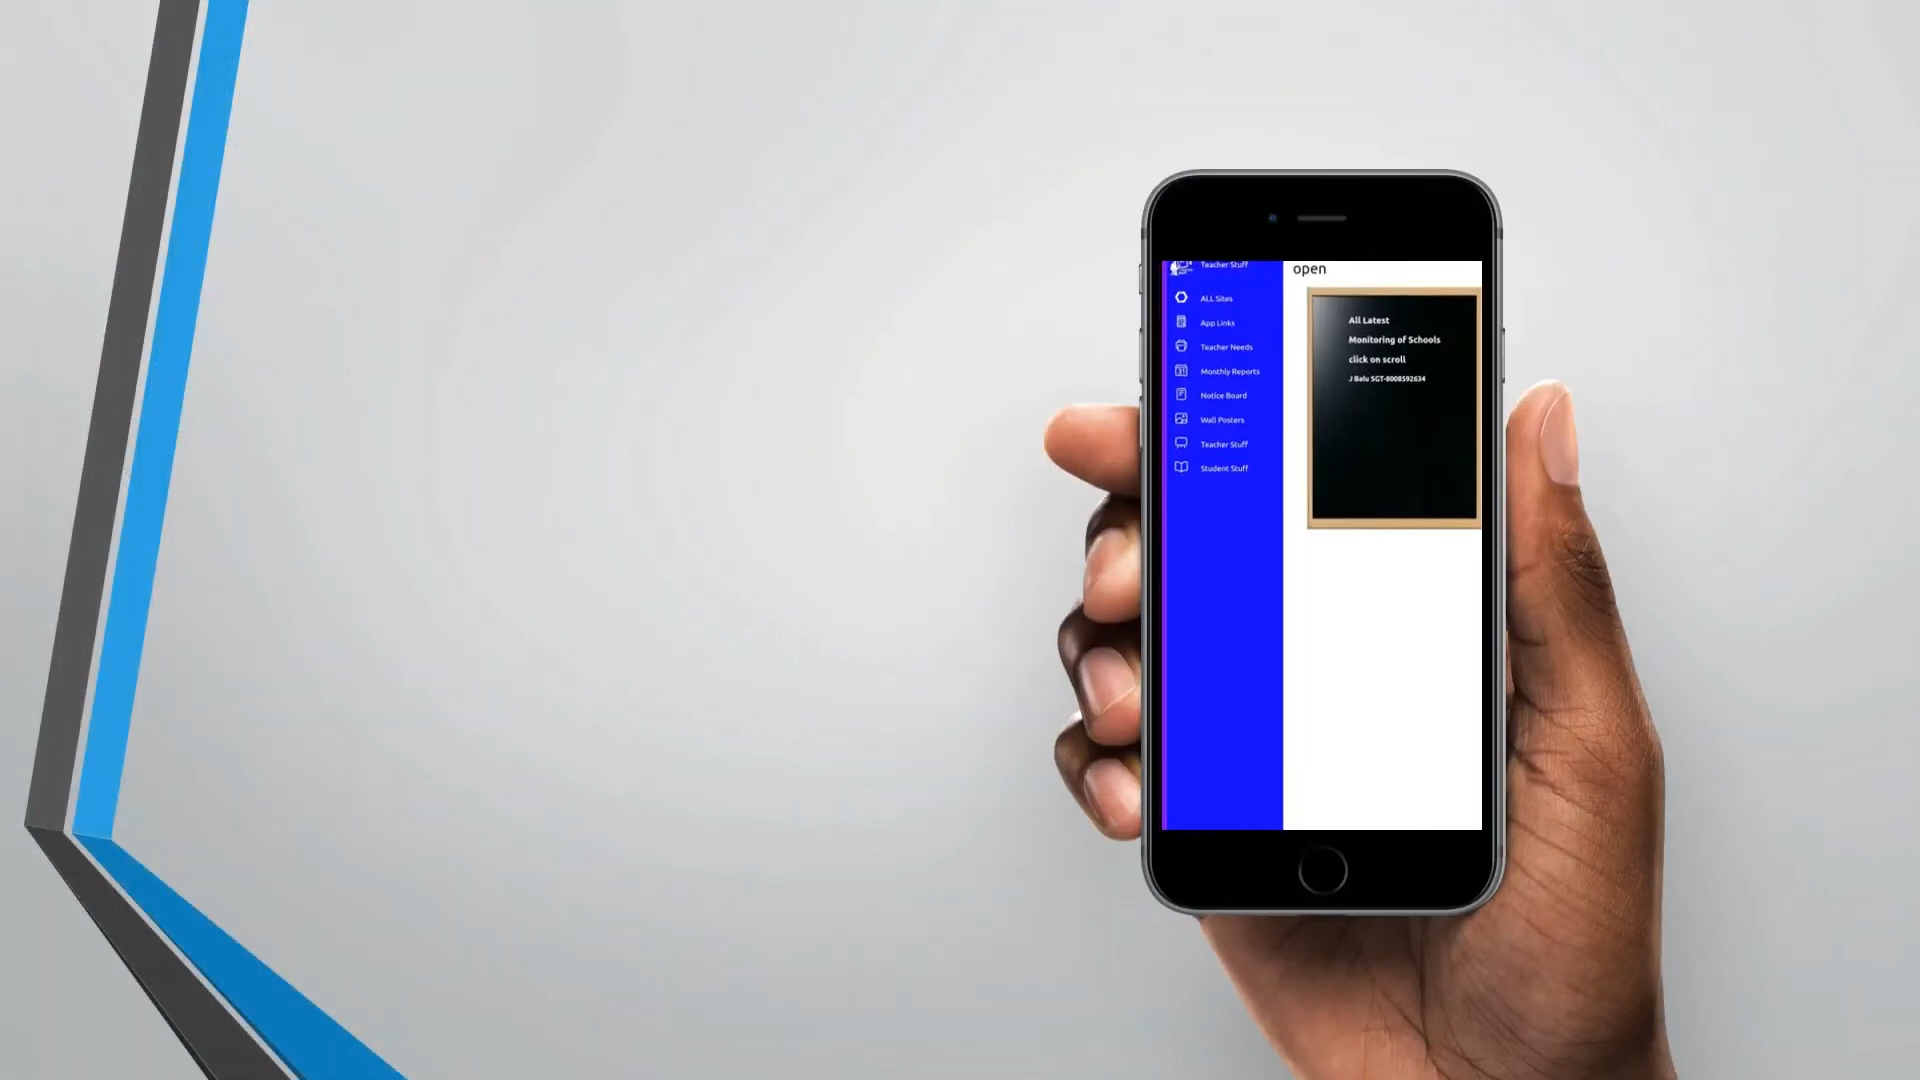 Teacher Stuff
ALL Sites
App Links
Teacher Needs
Monthly Reports
Notice Board
Wall Posters
Teacher Stuff
Student Stuff
open
All Latest
Monitoring of Schools
click on scroll
J Balu SGT-8008592634